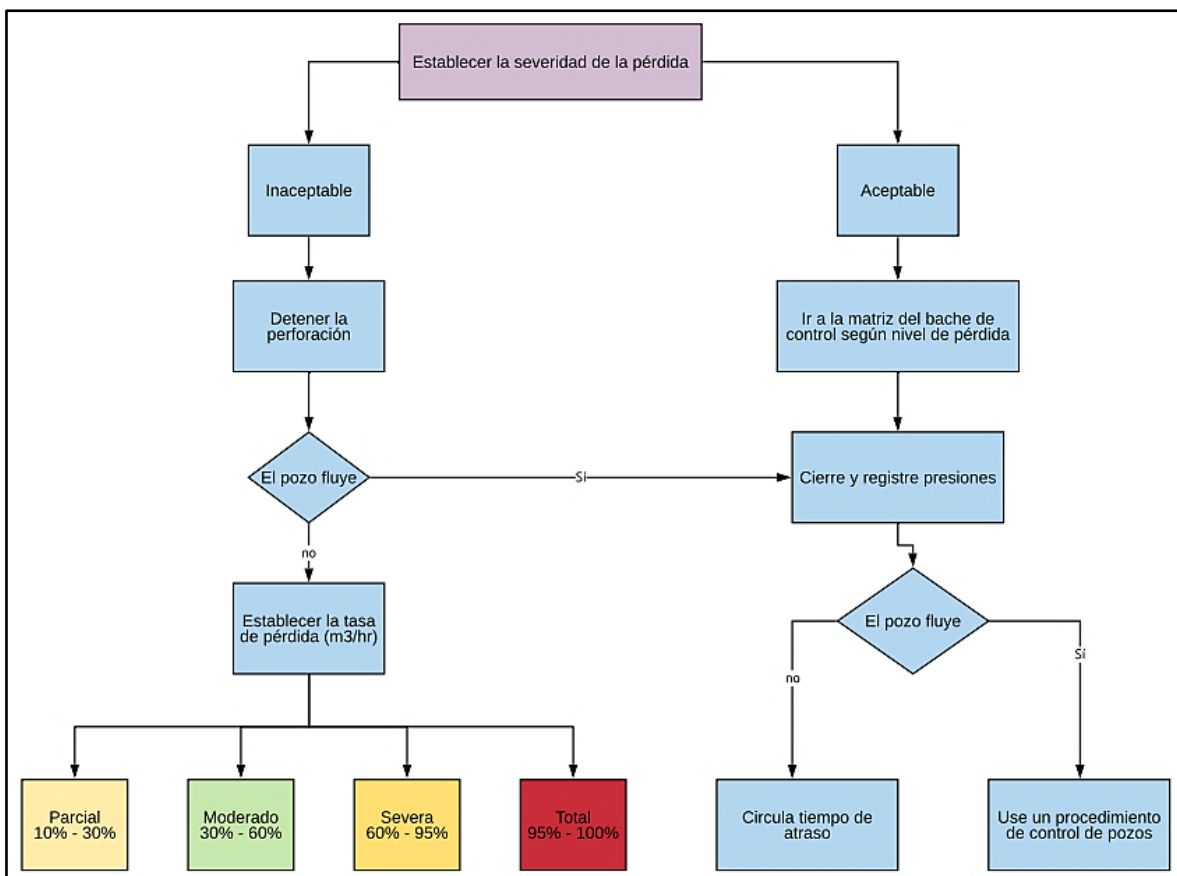 Establecer la severidad de la pérdida
Inaceptable
Aceptable
Detener la
perforación
Ir a la matriz del bache de
control según nivel de pérdida
El pozo fluye
Sí
Cierre y registre presiones
no
Establecer la tasa
de pérdida (m3/hr)
El pozo fluye
no
Sí
Parcial
10% - 30%
Moderado
30% - 60%
Severa
60% - 95%
Total
95% - 100%
Circula tiempo de
atraso
Use un procedimiento
de control de pozos